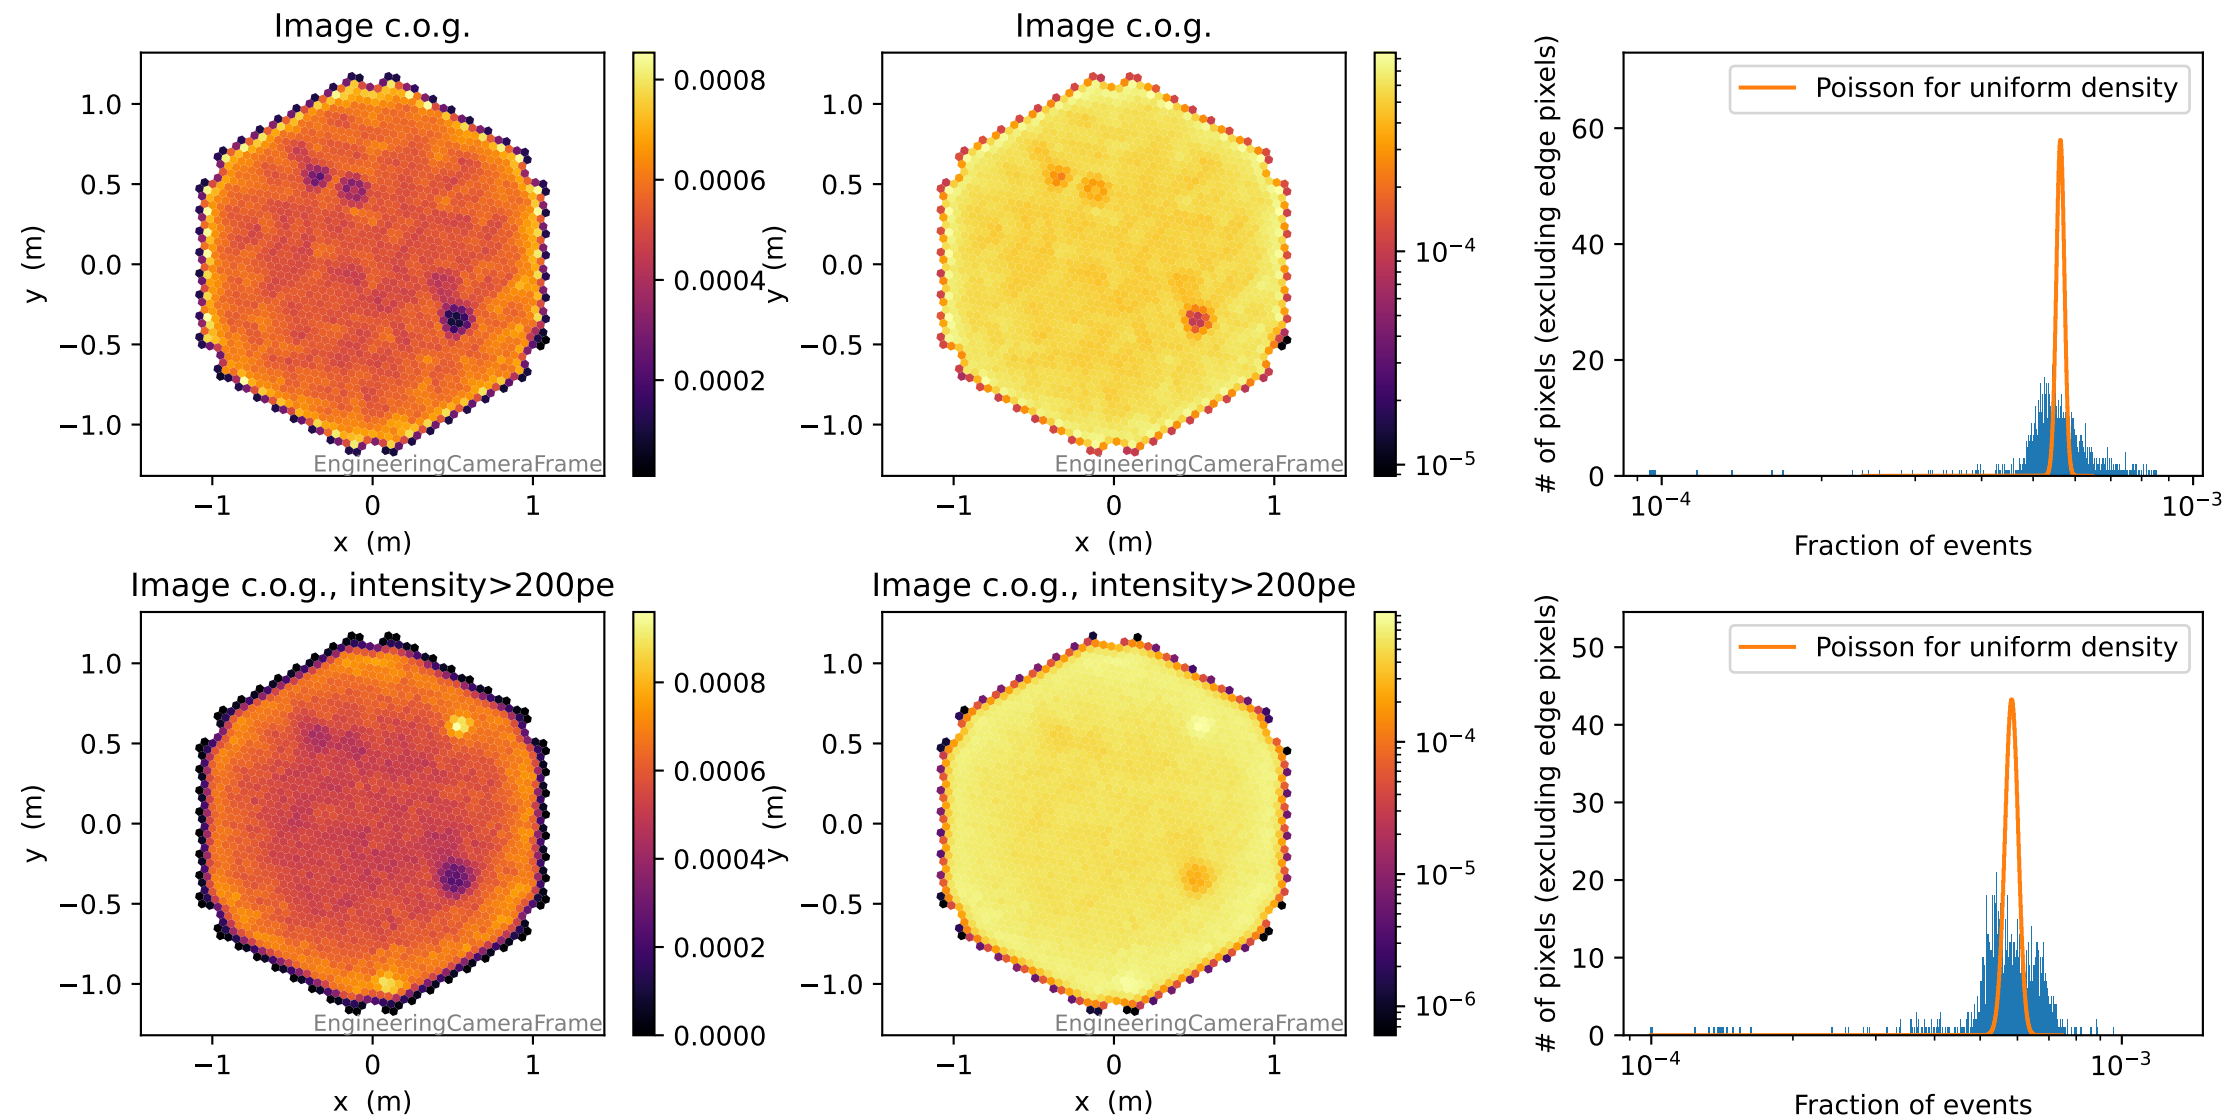 Image c.o.g.
1.0
0.5
0.0
−0.5
−1.0
y (m)
−1
0
1
x (m)
EngineeringCameraFrame
0.0008
0.0006
0.0004
0.0002
Image c.o.g.
1.0
0.5
0.0
−0.5
−1.0
y (m)
−1
0
1
x (m)
EngineeringCameraFrame
10⁻⁴
10⁻⁵
# of pixels (excluding edge pixels)
60
40
20
0
Poisson for uniform density
10⁻⁴
10⁻³
Fraction of events
Image c.o.g., intensity>200pe
1.0
0.5
0.0
−0.5
−1.0
y (m)
−1
0
1
x (m)
EngineeringCameraFrame
0.0008
0.0006
0.0004
0.0002
0.0000
Image c.o.g., intensity>200pe
1.0
0.5
0.0
−0.5
−1.0
y (m)
−1
0
1
x (m)
EngineeringCameraFrame
10⁻⁴
10⁻⁵
10⁻⁶
# of pixels (excluding edge pixels)
50
40
30
20
10
0
Poisson for uniform density
10⁻⁴
10⁻³
Fraction of events